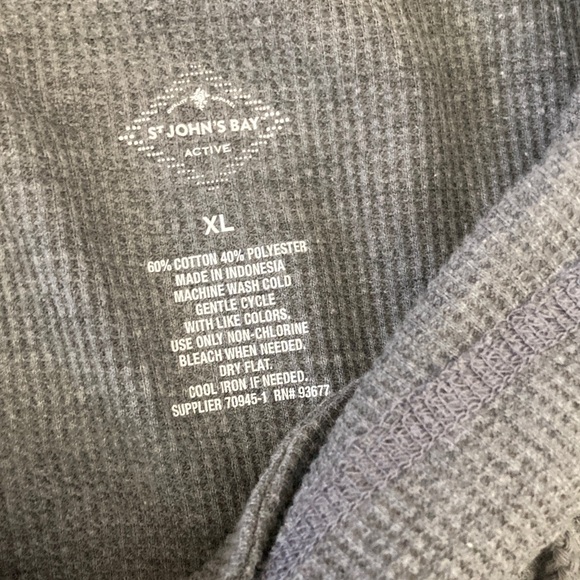 ST JOHN'S BAY
ACTIVE
XL
60% COTTON 40% POLYESTER
MADE IN INDONESIA
MACHINE WASH COLD
GENTLE CYCLE
WITH LIKE COLORS.
USE ONLY NON-CHLORINE
BLEACH WHEN NEEDED.
DRY FLAT.
COOL IRON IF NEEDED.
SUPPLIER 70945-1 RN# 93677